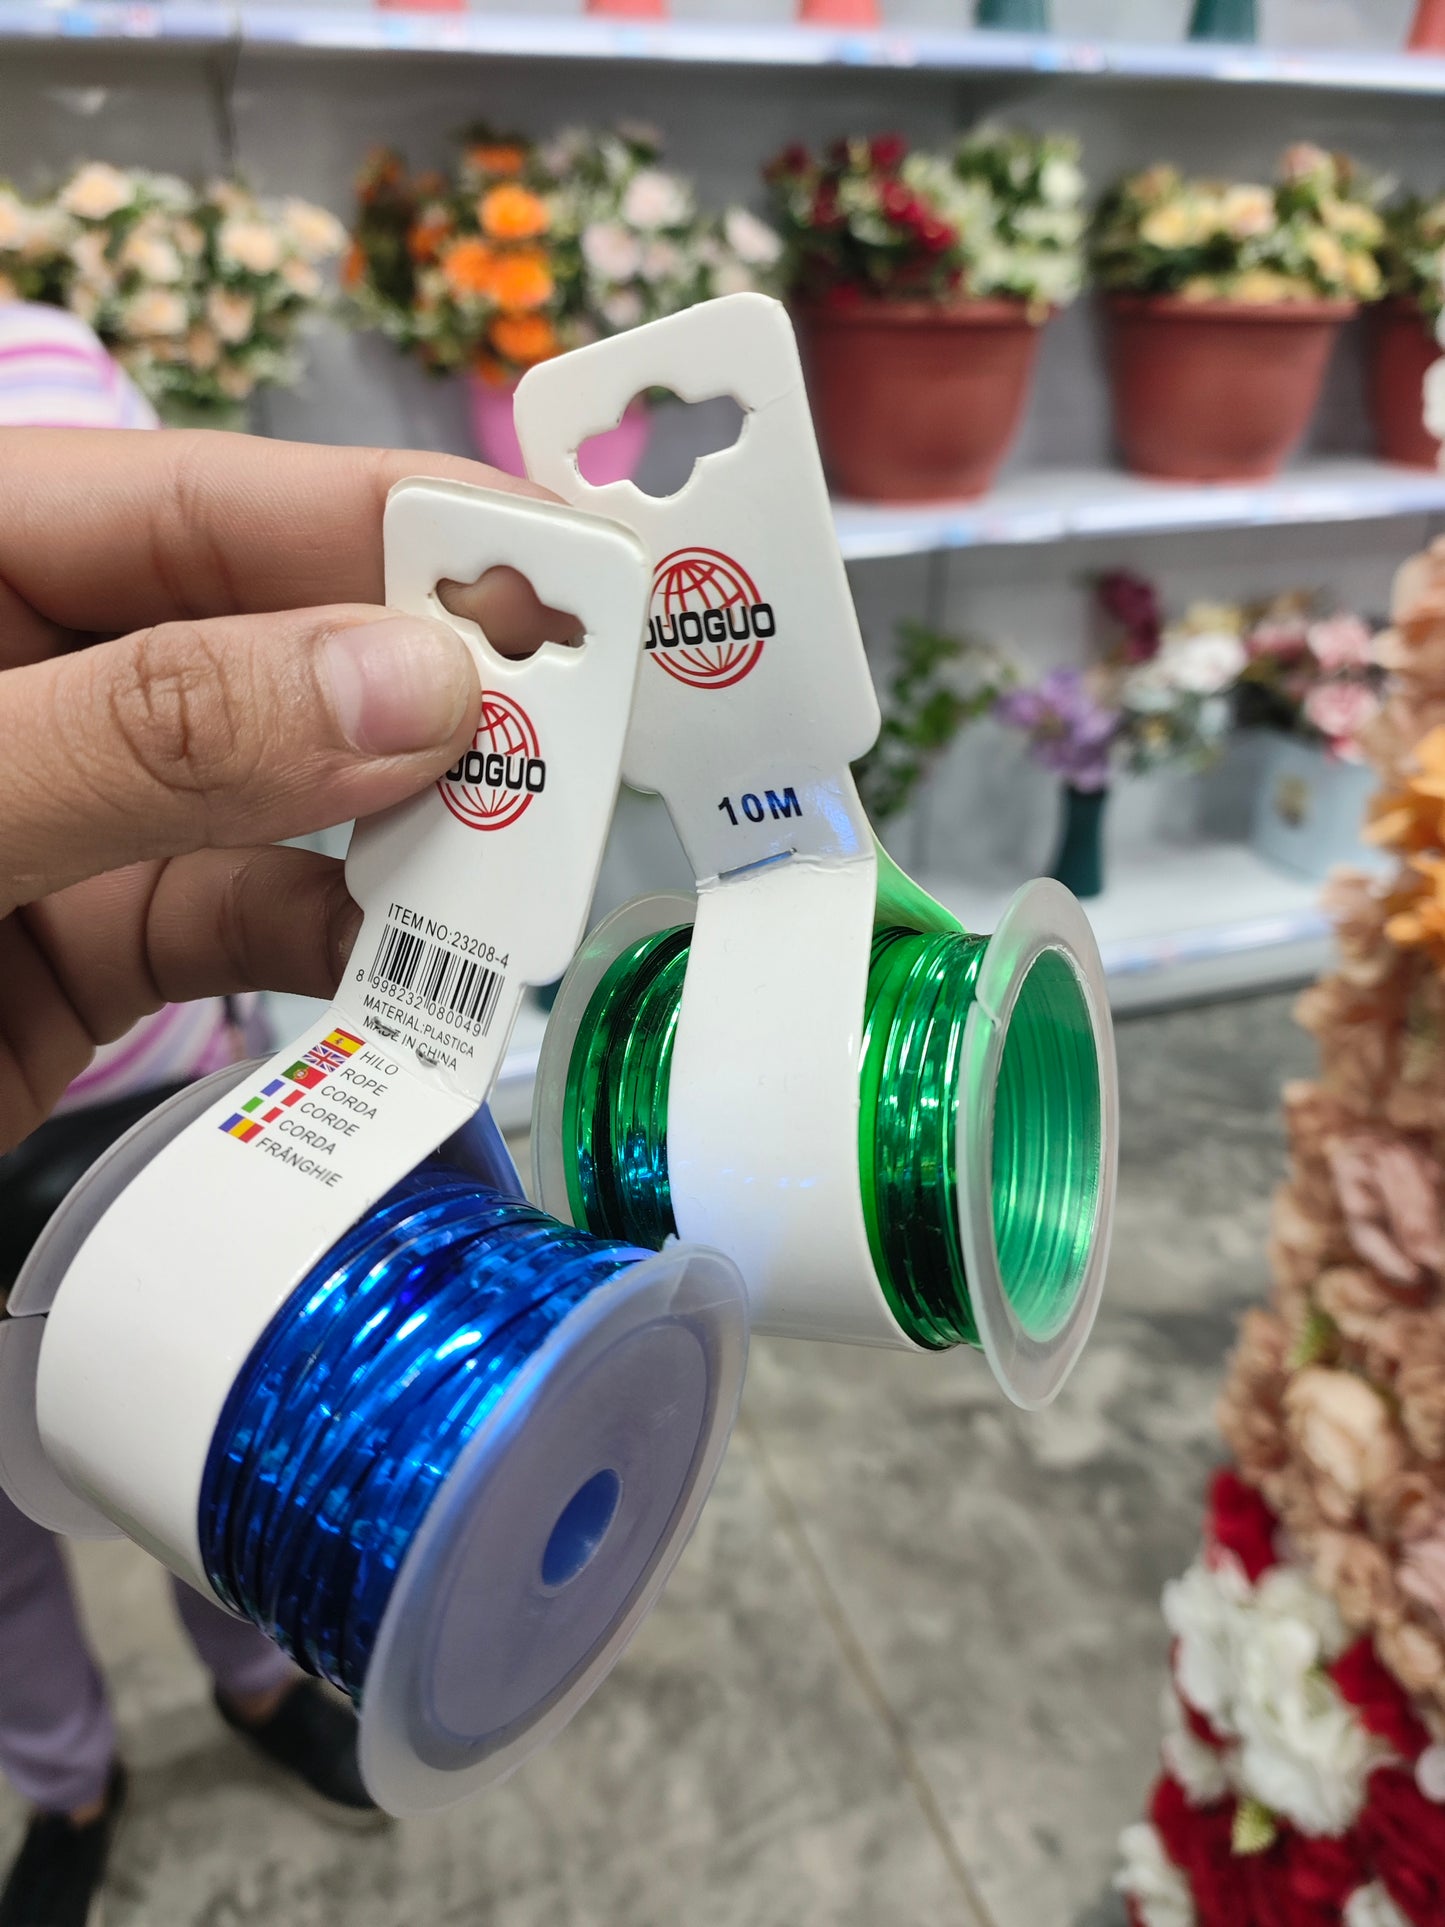 DUOGUO
10M
UOGUO
ITEM NO:23208-4
8 998232 080049
MATERIAL:PLASTICA
MADE IN CHINA
HILO
ROPE
CORDA
CORDE
CORDA
FRÂNGHIE